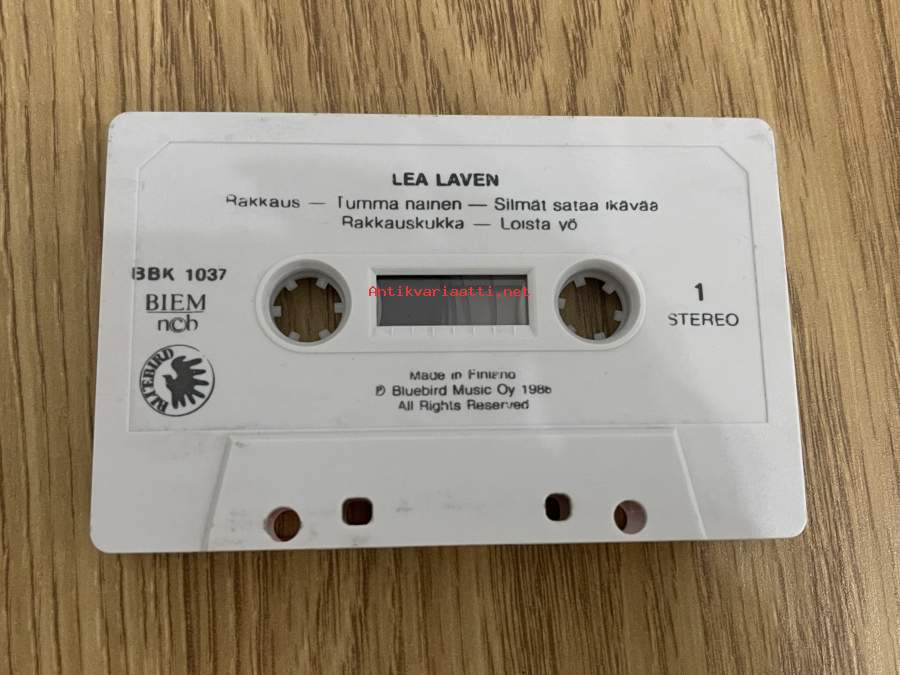 LEA LAVEN
Rakkaus — Tumma nainen — Silmät sataa ikävää
Rakkauskukka — Loista yö
BBK 1037
BIEM
ncb
BLUEBIRD
Antikvariaatti.net
1
STEREO
Made in Finland
℗ Bluebird Music Oy 1986
All Rights Reserved